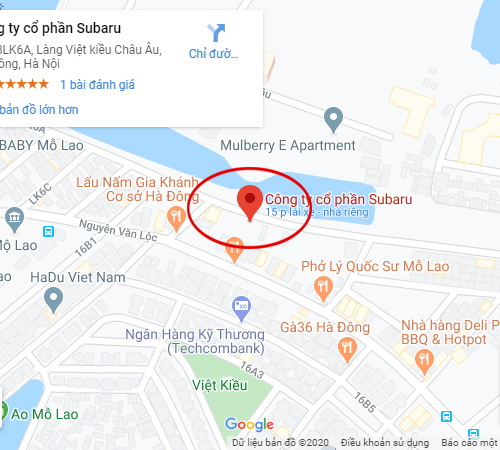 g ty cổ phần Subaru
BLK6A, Làng Việt kiều Châu Âu,
ông, Hà Nội
1 bài đánh giá
bản đồ lớn hơn
Chỉ đườ...
Mulberry E Apartment
BABY Mỗ Lao
16A6A
LK6C
Lẩu Nấm Gia Khánh
Cơ sở Hà Đông
Công ty cổ phần Subaru
15 p lái xe - nhà riêng
Nguyễn Văn Lộc
Mỗ Lao
16B1
HaDu Viet Nam
Phở Lý Quốc Sư Mỗ Lao
Ngân Hàng Kỹ Thương
(Techcombank)
Gà36 Hà Đông
Nhà hàng Deli P
BBQ & Hotpot
16A3
Việt Kiều
16B5
Ao Mỗ Lao
Google
Dữ liệu bản đồ ©2020
Điều khoản sử dụng
Báo cáo một